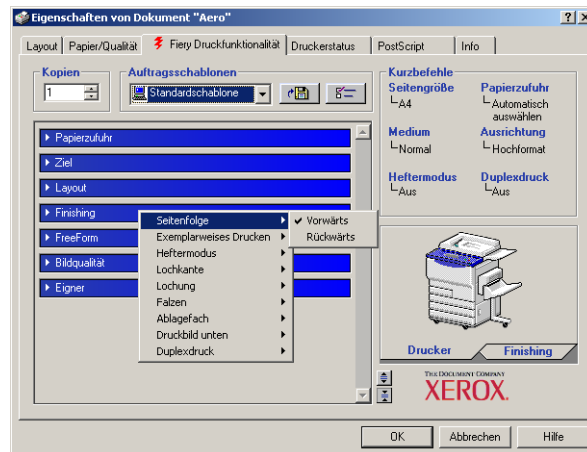 Eigenschaften von Dokument "Aero"
Layout
Papier/Qualität
Fiery Druckfunktionalität
Druckerstatus
PostScript
Info
Kopien
1
Auftragsschablonen
Standardschablone
Papierzufuhr
Ziel
Layout
Finishing
FreeForm
Bildqualität
Eigner
Seitenfolge
Exemplarweises Drucken
Heftermodus
Lochkante
Lochung
Falzen
Ablagefach
Druckbild unten
Duplexdruck
Vorwärts
Rückwärts
Kurzbefehle
Seitengröße
A4
Papierzufuhr
Automatisch
auswählen
Medium
Normal
Ausrichtung
Hochformat
Heftermodus
Aus
Duplexdruck
Aus
Drucker
Finishing
THE DOCUMENT COMPANY
XEROX.
OK
Abbrechen
Hilfe